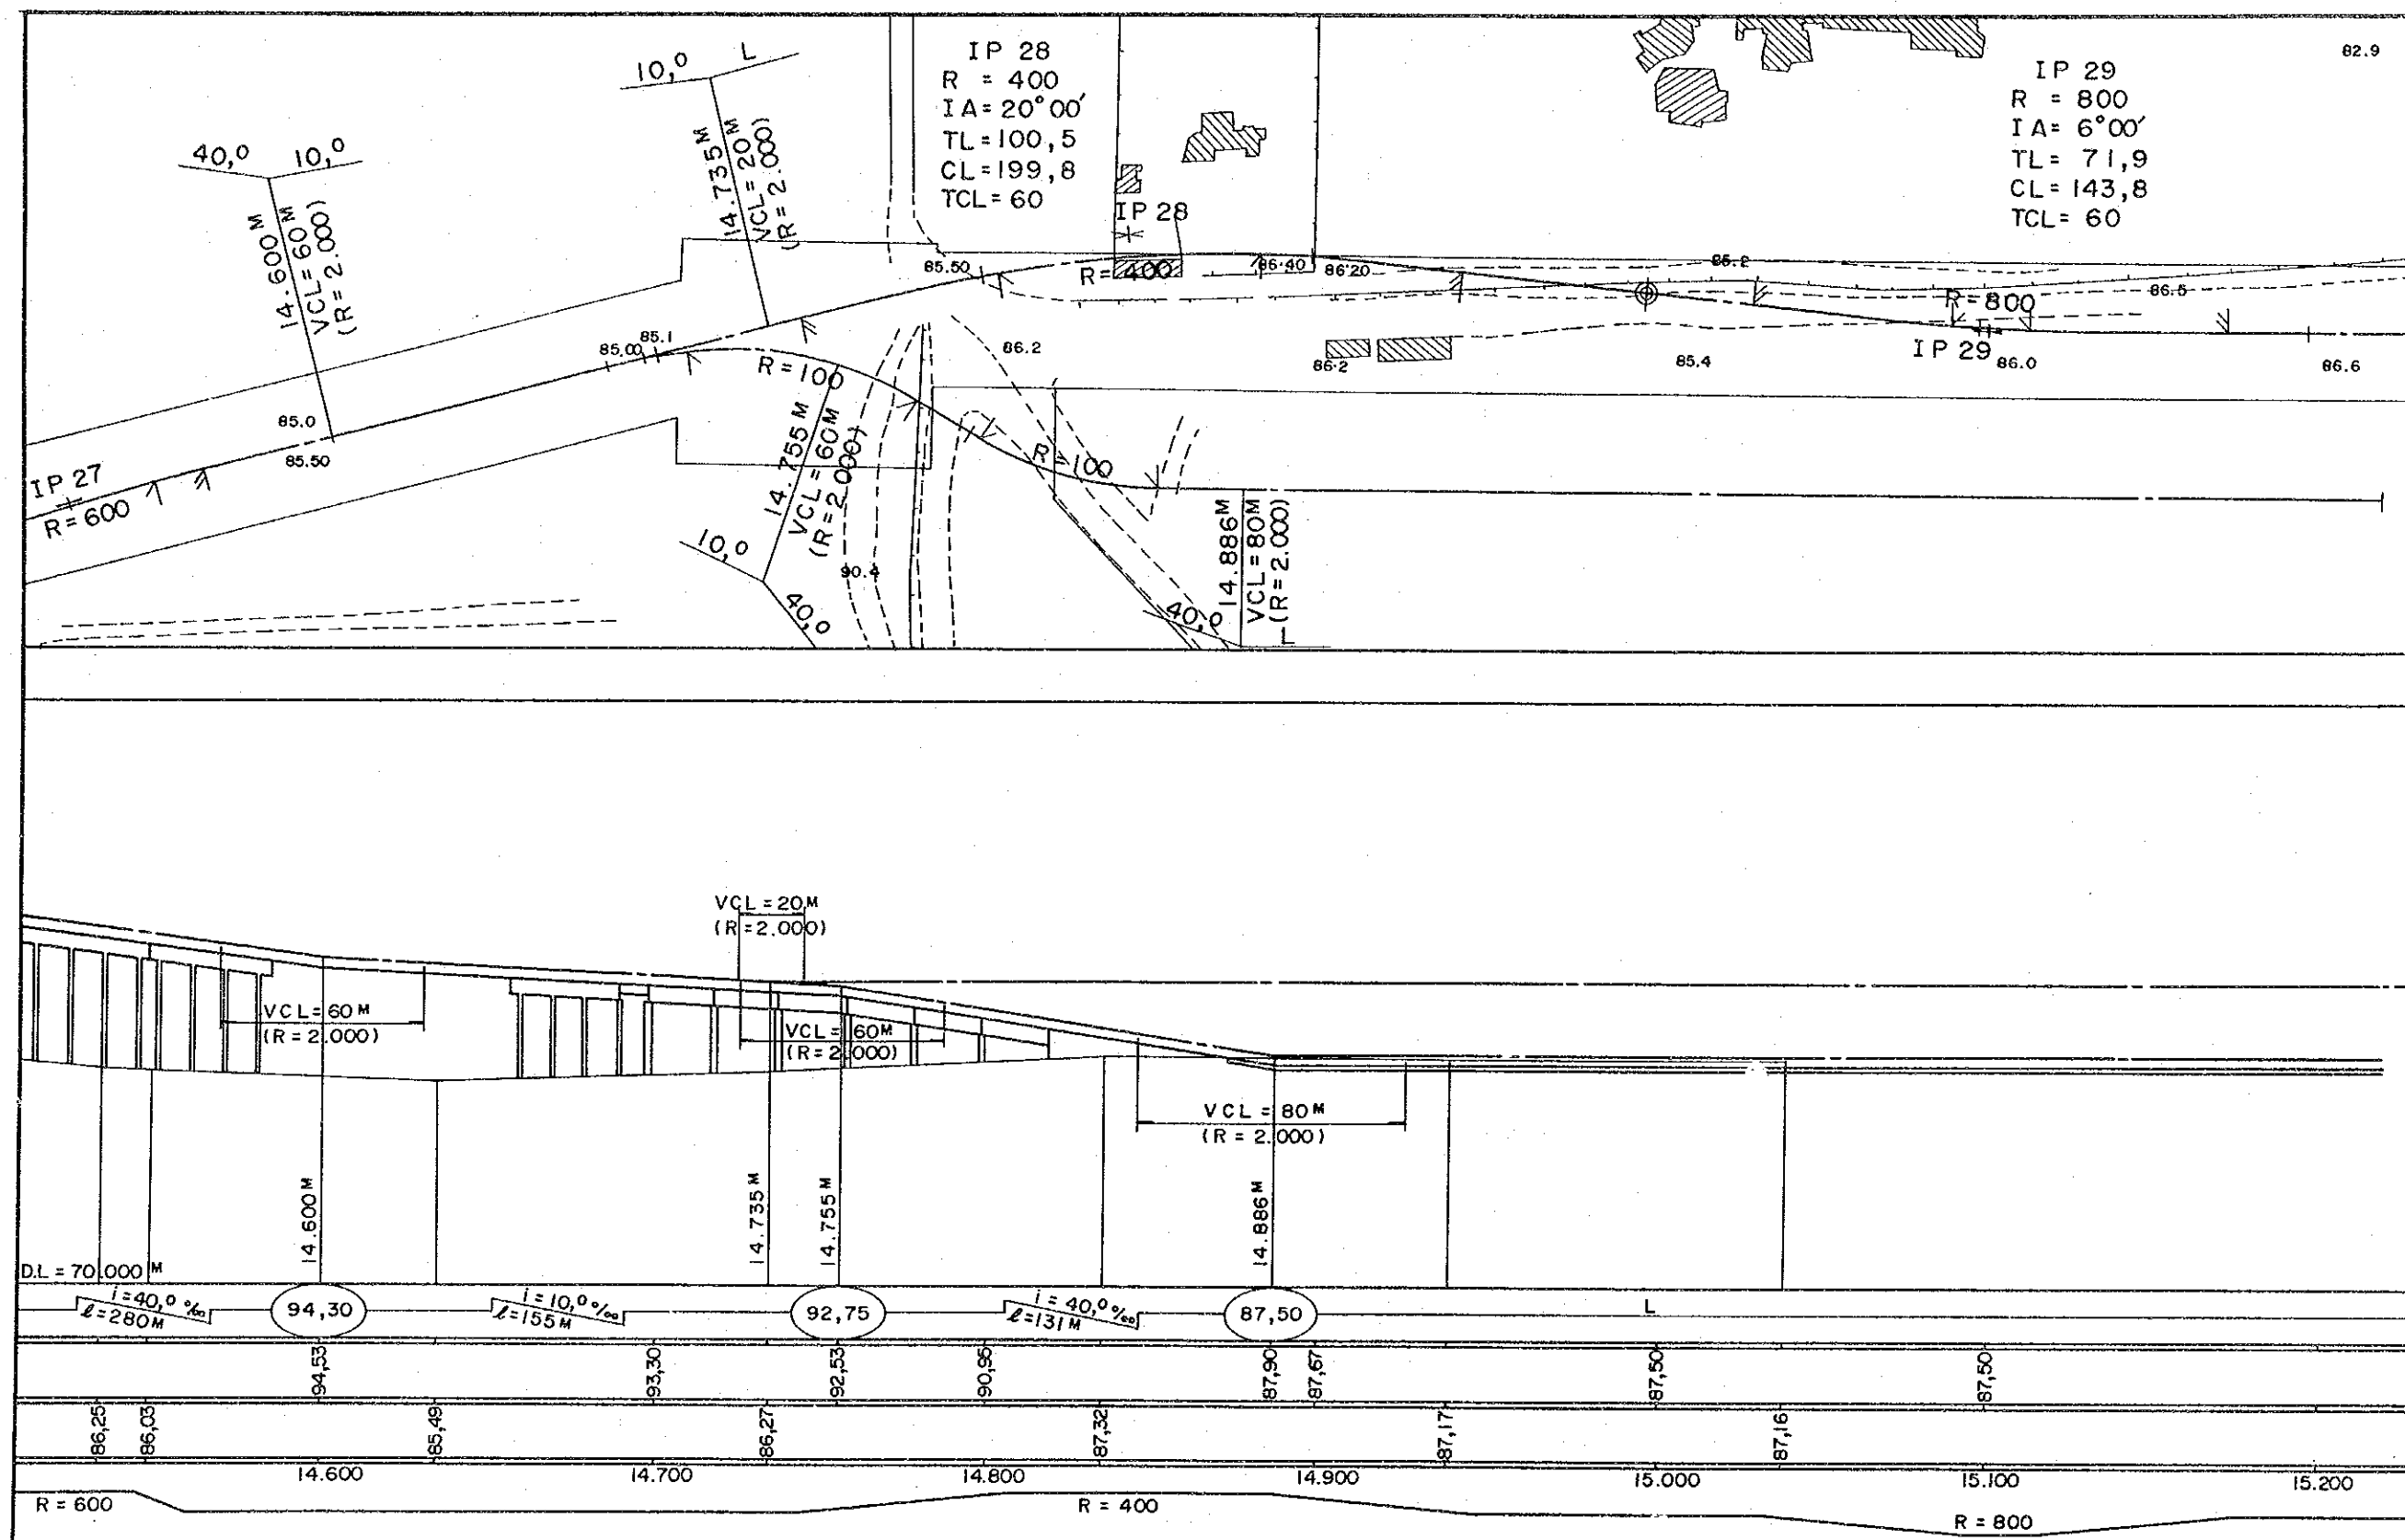 IP 28
R = 400
IA= 20°00′
TL= 100,5
CL= 199,8
TCL= 60
IP 29
R = 800
IA= 6°00′
TL= 71,9
CL= 143,8
TCL= 60
82.9
10,0 L
14.735M
VCL= 20M
(R= 2.000)
40,0 10,0
14.600M
VCL= 60M
(R= 2.000)
IP 28
85.50
R= 400
86.40
86.20
85.2
86.5
R= 800
IP 29
86.0
86.6
85.00
85.1
R= 100
86.2
86.2
85.4
85.0
85.50
IP 27
R= 600
14.755M
VCL= 60M
(R= 2.000)
10,0
40,0
90.4
R= 100
14.886M
VCL= 80M
(R= 2.000)
40,0
L
VCL = 20M
(R = 2.000)
VCL= 60M
(R= 2.000)
VCL= 60M
(R= 2.000)
VCL = 80M
(R = 2.000)
14.600M
14.735M
14.755M
14.886M
D.L = 70.000M
i=40,0 ‰
ℓ=280M
94,30
i=10,0 ‰
ℓ=155M
92,75
i = 40,0 ‰
ℓ=131M
87,50
L
94,53 93,30 92,53 90,95 87,90 87,67 87,50 87,50
86,25 86,03 85,49 86,27 87,32 87,17 87,16
14.600 14.700 14.800 14.900 15.000 15.100 15.200
R = 600 R = 400 R = 800